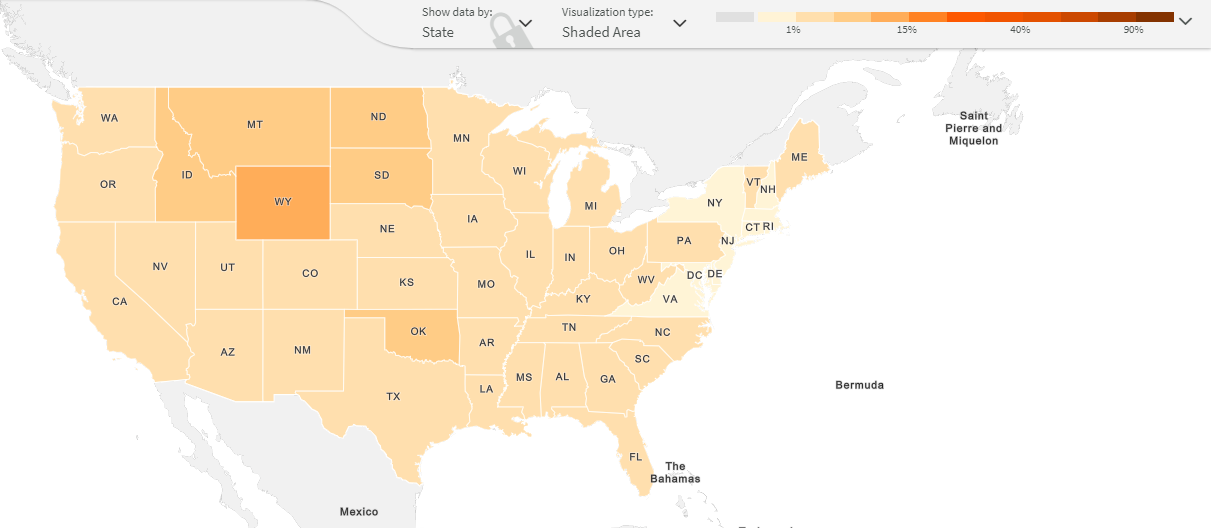 Show data by:
State
Visualization type:
Shaded Area
1%
15%
40%
90%
WA
MT
ND
MN
OR
ID
SD
WI
WY
MI
ME
VT
NH
NY
CT RI
IA
NE
NV
UT
CO
IL
IN
OH
PA
NJ
CA
KS
MO
WV
DC DE
KY
VA
OK
TN
NC
AZ
NM
AR
SC
TX
LA
MS
AL
GA
FL
Saint
Pierre and
Miquelon
Bermuda
The
Bahamas
Mexico